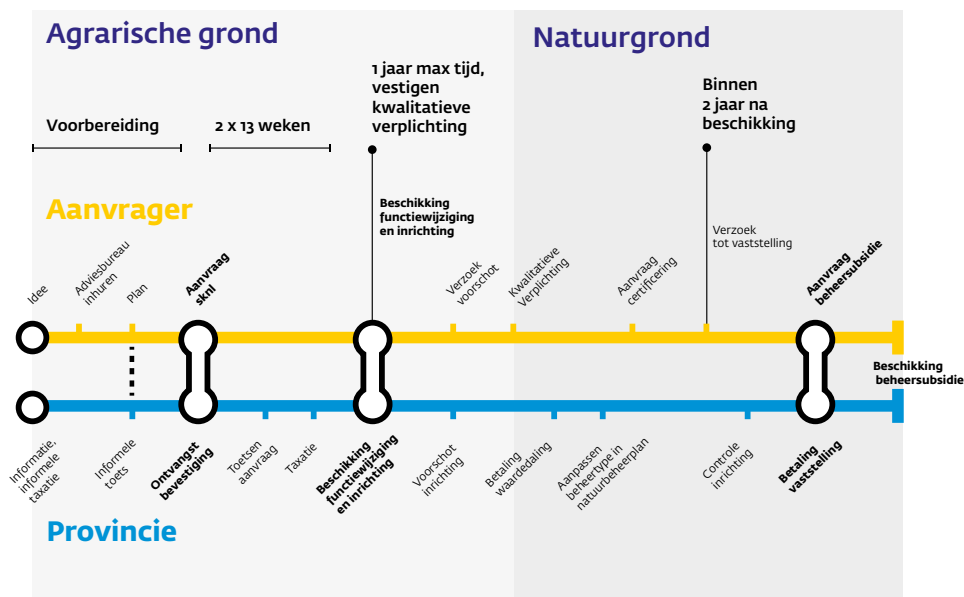 Agrarische grond
Natuurgrond
1 jaar max tijd,
vestigen
kwalitatieve
verplichting
Binnen
2 jaar na
beschikking
Voorbereiding
2 x 13 weken
Aanvrager
Beschikking
functiewijziging
en inrichting
Verzoek
tot vaststelling
Idee
Adviesbureau
inhuren
Plan
Aanvraag
sknl
Verzoek
voorschot
Kwalitatieve
Verplichting
Aanvraag
certificering
Aanvraag
beheersubsidie
Beschikking
beheersubsidie
Informatie,
informele
taxatie
Informele
toets
Ontvangst
bevestiging
Toetsen
aanvraag
Taxatie
Beschikking
functiewijziging
en inrichting
Voorschot
inrichting
Betaling
waardedaling
Aanpassen
beheertype in
natuurbeheerplan
Controle
inrichting
Betaling
vaststelling
Provincie